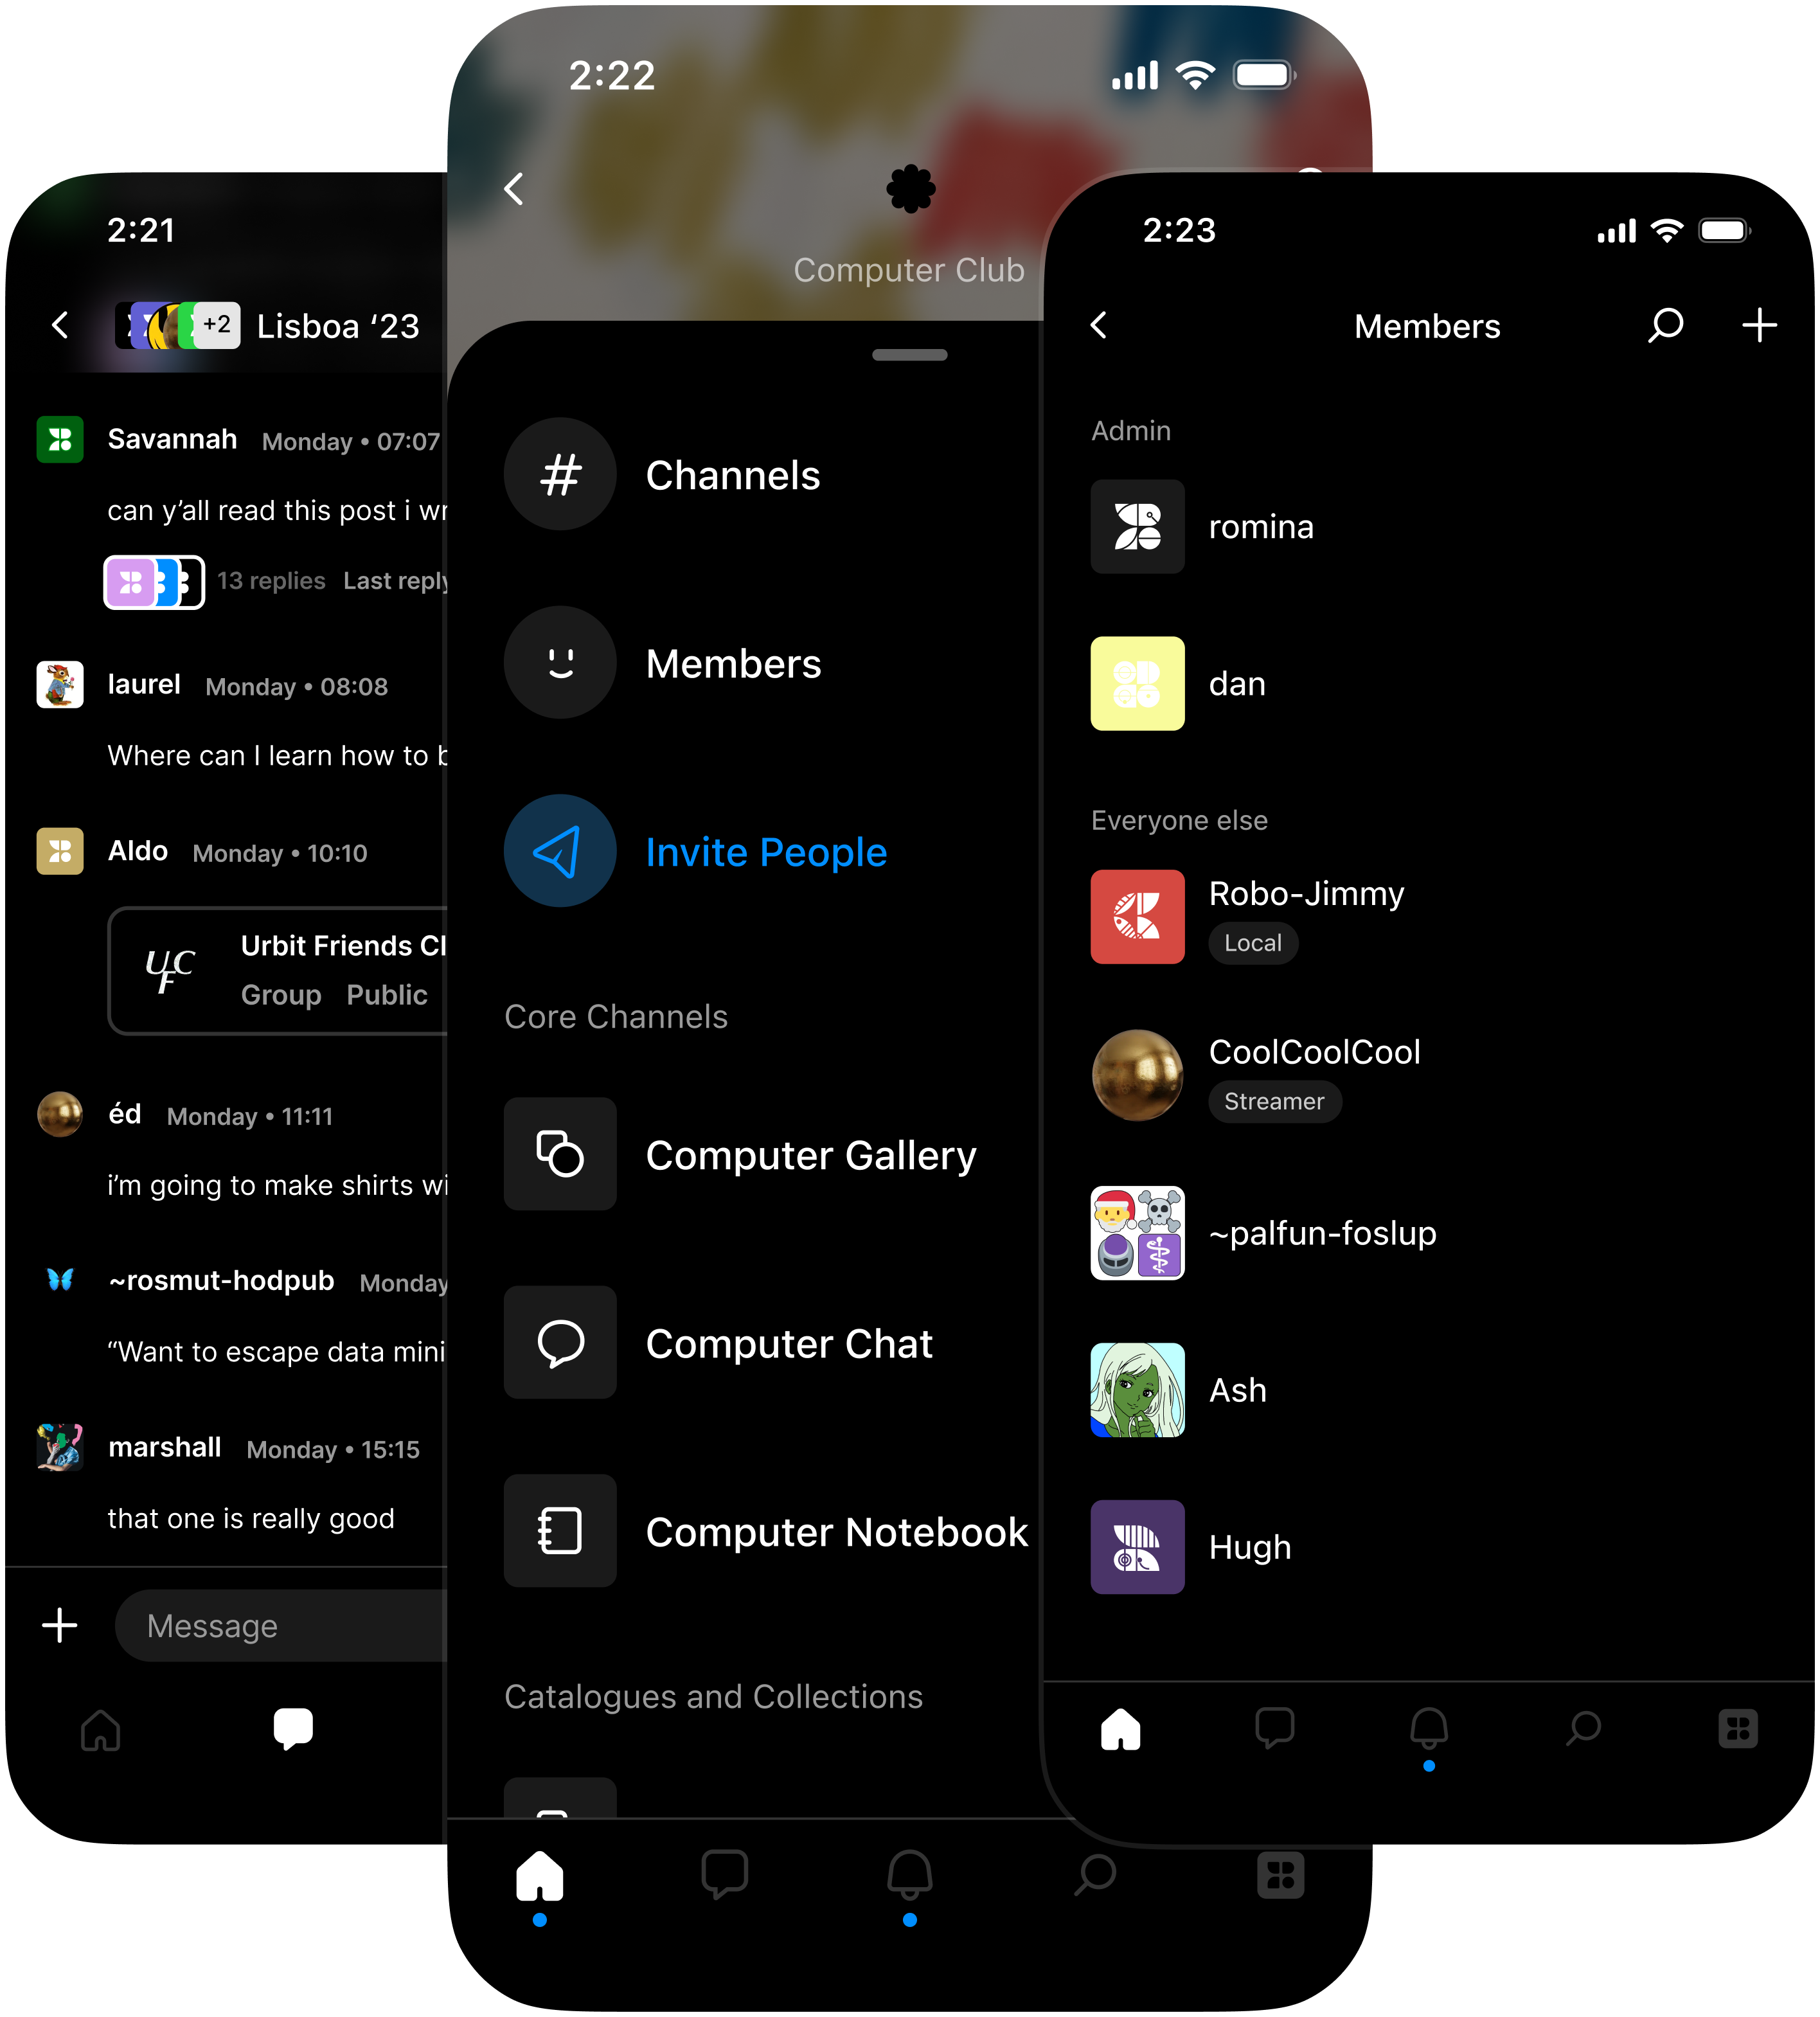 2:21
+2 Lisboa ‘23
Savannah Monday • 07:07
can y’all read this post i
13 replies Last reply
laurel Monday • 08:08
Where can I learn how to
Aldo Monday • 10:10
UFC
Urbit Friends
Group Public
éd Monday • 11:11
i’m going to make shirts
~rosmut-hodpub Monday
“Want to escape data
marshall Monday • 15:15
that one is really good
Message
2:22
Computer Club
Channels
Members
Invite People
Core Channels
Computer Gallery
Computer Chat
Computer Notebook
Catalogues and Collections
2:23
Members
Admin
romina
dan
Everyone else
Robo-Jimmy
Local
CoolCoolCool
Streamer
~palfun-foslup
Ash
Hugh